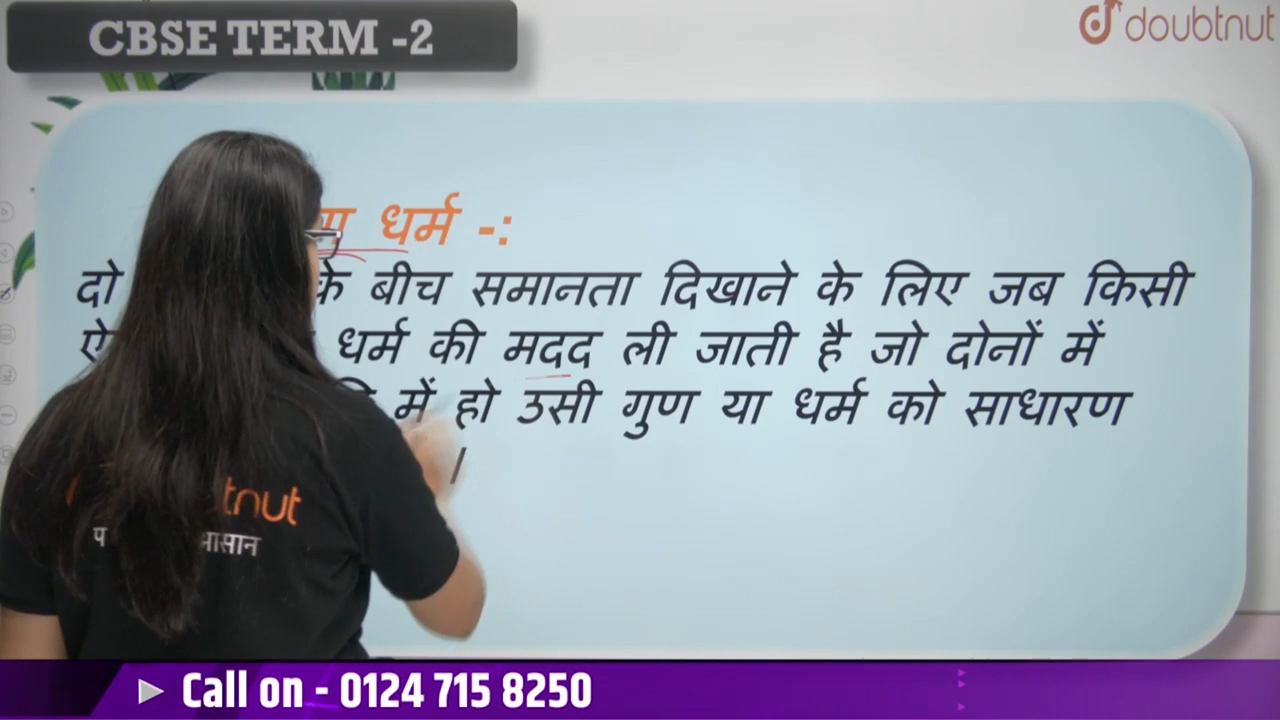 CBSE TERM -2
doubtnut
धर्म -:
दो के बीच समानता दिखाने के लिए जब किसी
धर्म की मदद ली जाती है जो दोनों में
में हो उसी गुण या धर्म को साधारण
।
tnut
Call on - 0124 715 8250